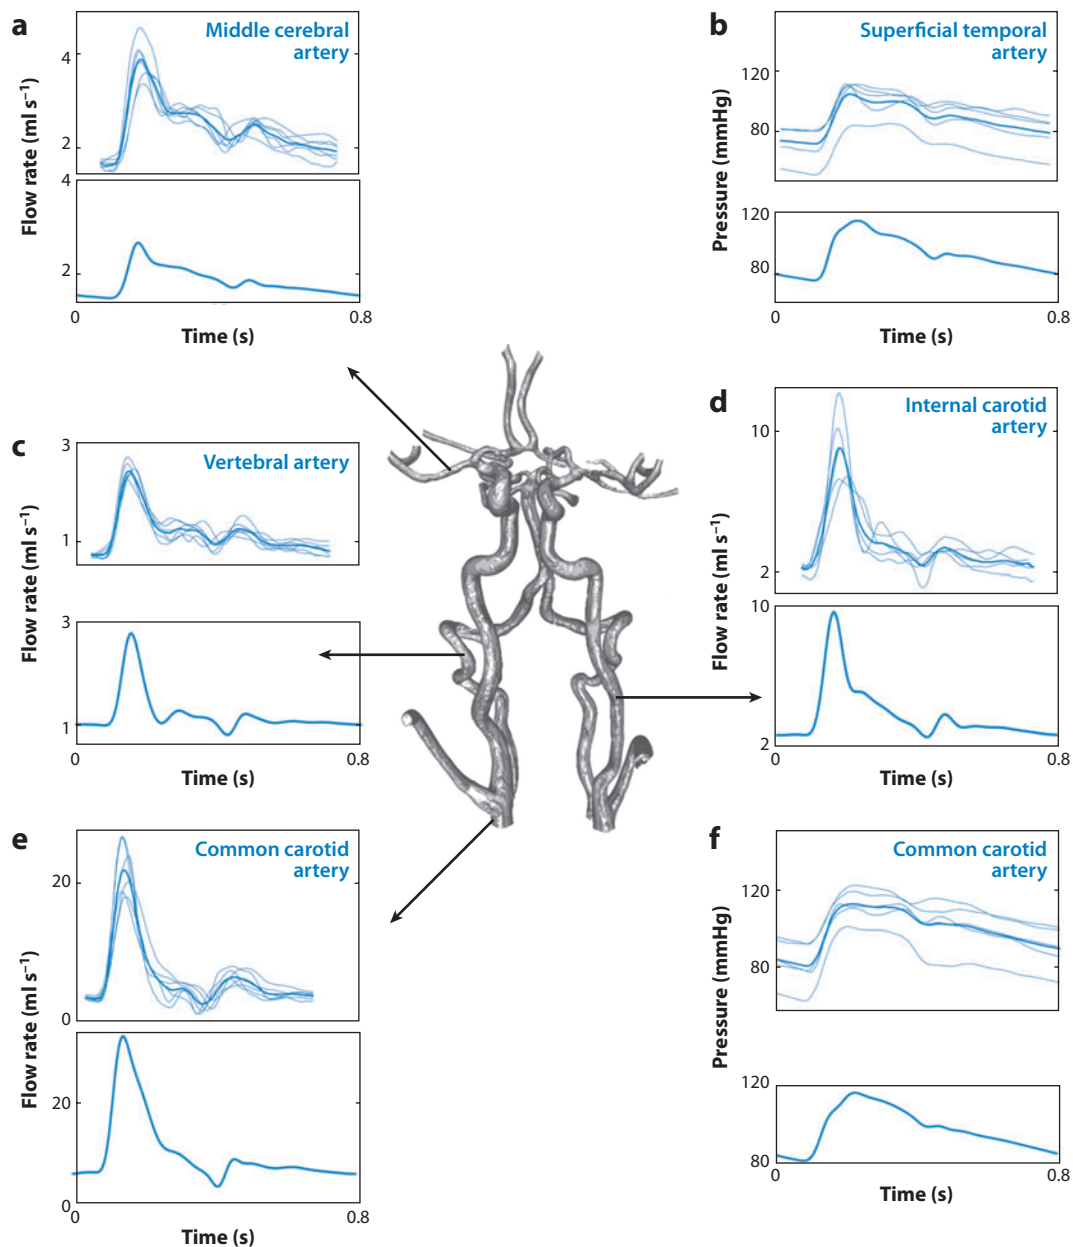 a
Middle cerebral
artery
4
2
4
2
Flow rate (ml s⁻¹)
0
0.8
Time (s)
b
Superficial temporal
artery
120
80
120
80
Pressure (mmHg)
0
0.8
Time (s)
c
Vertebral artery
3
1
3
1
Flow rate (ml s⁻¹)
0
0.8
Time (s)
d
Internal carotid
artery
10
2
10
2
Flow rate (ml s⁻¹)
0
0.8
Time (s)
e
Common carotid
artery
20
0
20
0
Flow rate (ml s⁻¹)
0.8
Time (s)
f
Common carotid
artery
120
80
120
80
Pressure (mmHg)
0
0.8
Time (s)